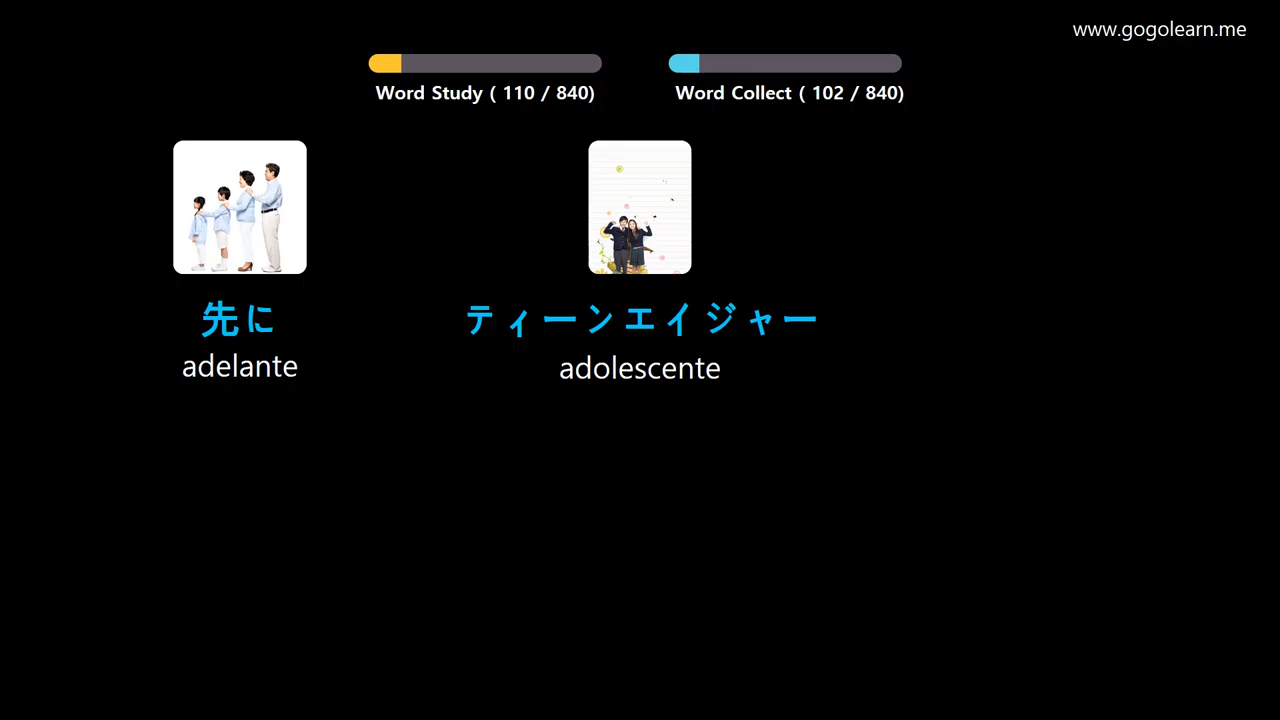 www.gogolearn.me
Word Study ( 110 / 840)
Word Collect ( 102 / 840)
先に
adelante
ティーンエイジャー
adolescente